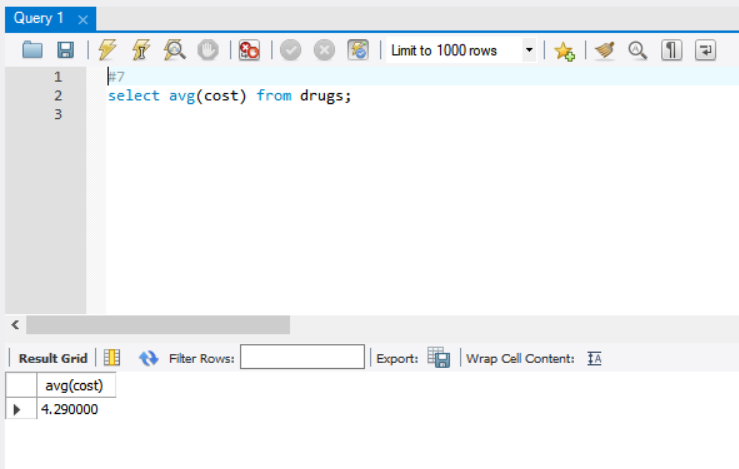 Query 1
Limit to 1000 rows
1 #7
2 select avg(cost) from drugs;
3
Result Grid Filter Rows: Export: Wrap Cell Content: IA
avg(cost)
4.290000